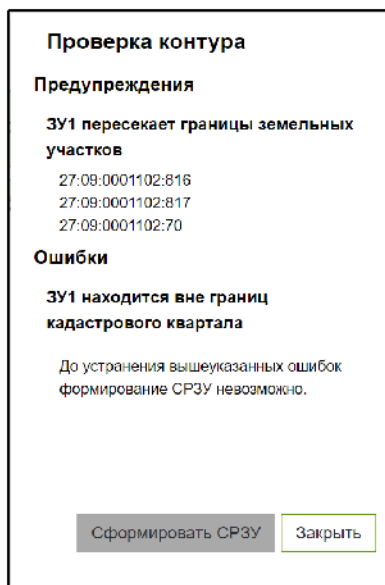 Проверка контура
Предупреждения
ЗУ1 пересекает границы земельных
участков
27:09:0001102:816
27:09:0001102:817
27:09:0001102:70
Ошибки
ЗУ1 находится вне границ
кадастрового квартала
До устранения вышеуказанных ошибок
формирование СРЗУ невозможно.
Сформировать СРЗУ Закрыть